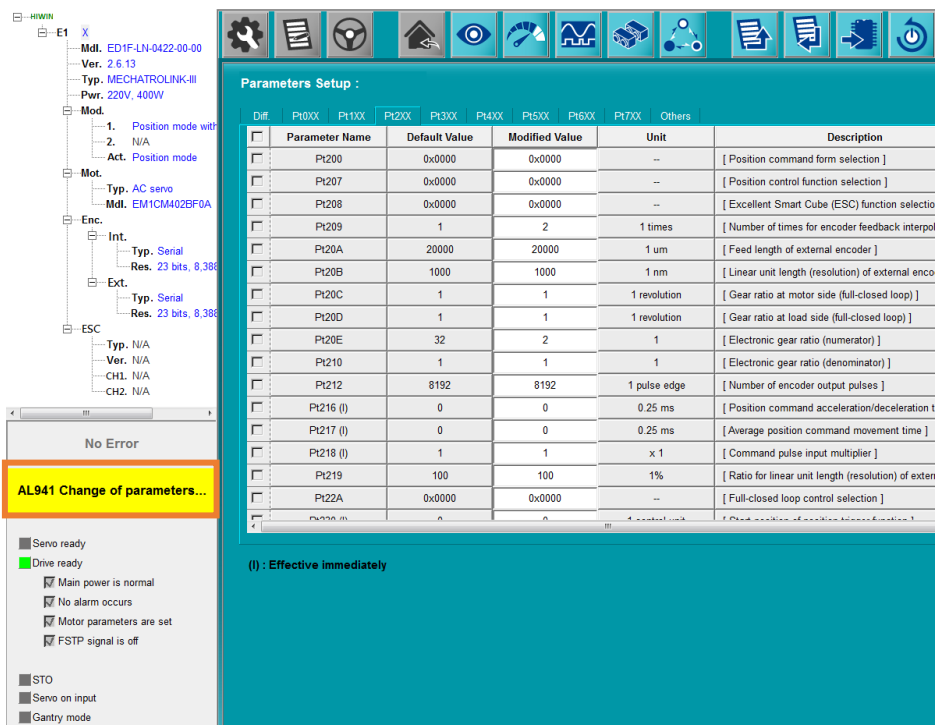 HIWIN
E1 X
Mdl. ED1F-LN-0422-00-00
Ver. 2.6.13
Typ. MECHATROLINK-III
Pwr. 220V, 400W
Mod.
1. Position mode with
2. N/A
Act. Position mode
Mot.
Typ. AC servo
Mdl. EM1CM402BF0A
Enc.
Int.
Typ. Serial
Res. 23 bits, 8,388
Ext.
Typ. Serial
Res. 23 bits, 8,388
ESC
Typ. N/A
Ver. N/A
CH1. N/A
CH2. N/A
No Error
AL941 Change of parameters...
Servo ready
Drive ready
Main power is normal
No alarm occurs
Motor parameters are set
FSTP signal is off
STO
Servo on input
Gantry mode
Parameters Setup :
Diff. Pt0XX Pt1XX Pt2XX Pt3XX Pt4XX Pt5XX Pt6XX Pt7XX Others
Parameter Name Default Value Modified Value Unit Description
Pt200 0x0000 0x0000 -- [ Position command form selection ]
Pt207 0x0000 0x0000 -- [ Position control function selection ]
Pt208 0x0000 0x0000 -- [ Excellent Smart Cube (ESC) function selectio
Pt209 1 2 1 times [ Number of times for encoder feedback interpol
Pt20A 20000 20000 1 um [ Feed length of external encoder ]
Pt20B 1000 1000 1 nm [ Linear unit length (resolution) of external enco
Pt20C 1 1 1 revolution [ Gear ratio at motor side (full-closed loop) ]
Pt20D 1 1 1 revolution [ Gear ratio at load side (full-closed loop) ]
Pt20E 32 2 1 [ Electronic gear ratio (numerator) ]
Pt210 1 1 1 [ Electronic gear ratio (denominator) ]
Pt212 8192 8192 1 pulse edge [ Number of encoder output pulses ]
Pt216 (I) 0 0 0.25 ms [ Position command acceleration/deceleration t
Pt217 (I) 0 0 0.25 ms [ Average position command movement time ]
Pt218 (I) 1 1 x 1 [ Command pulse input multiplier ]
Pt219 100 100 1% [ Ratio for linear unit length (resolution) of exter
Pt22A 0x0000 0x0000 -- [ Full-closed loop control selection ]
(I) : Effective immediately